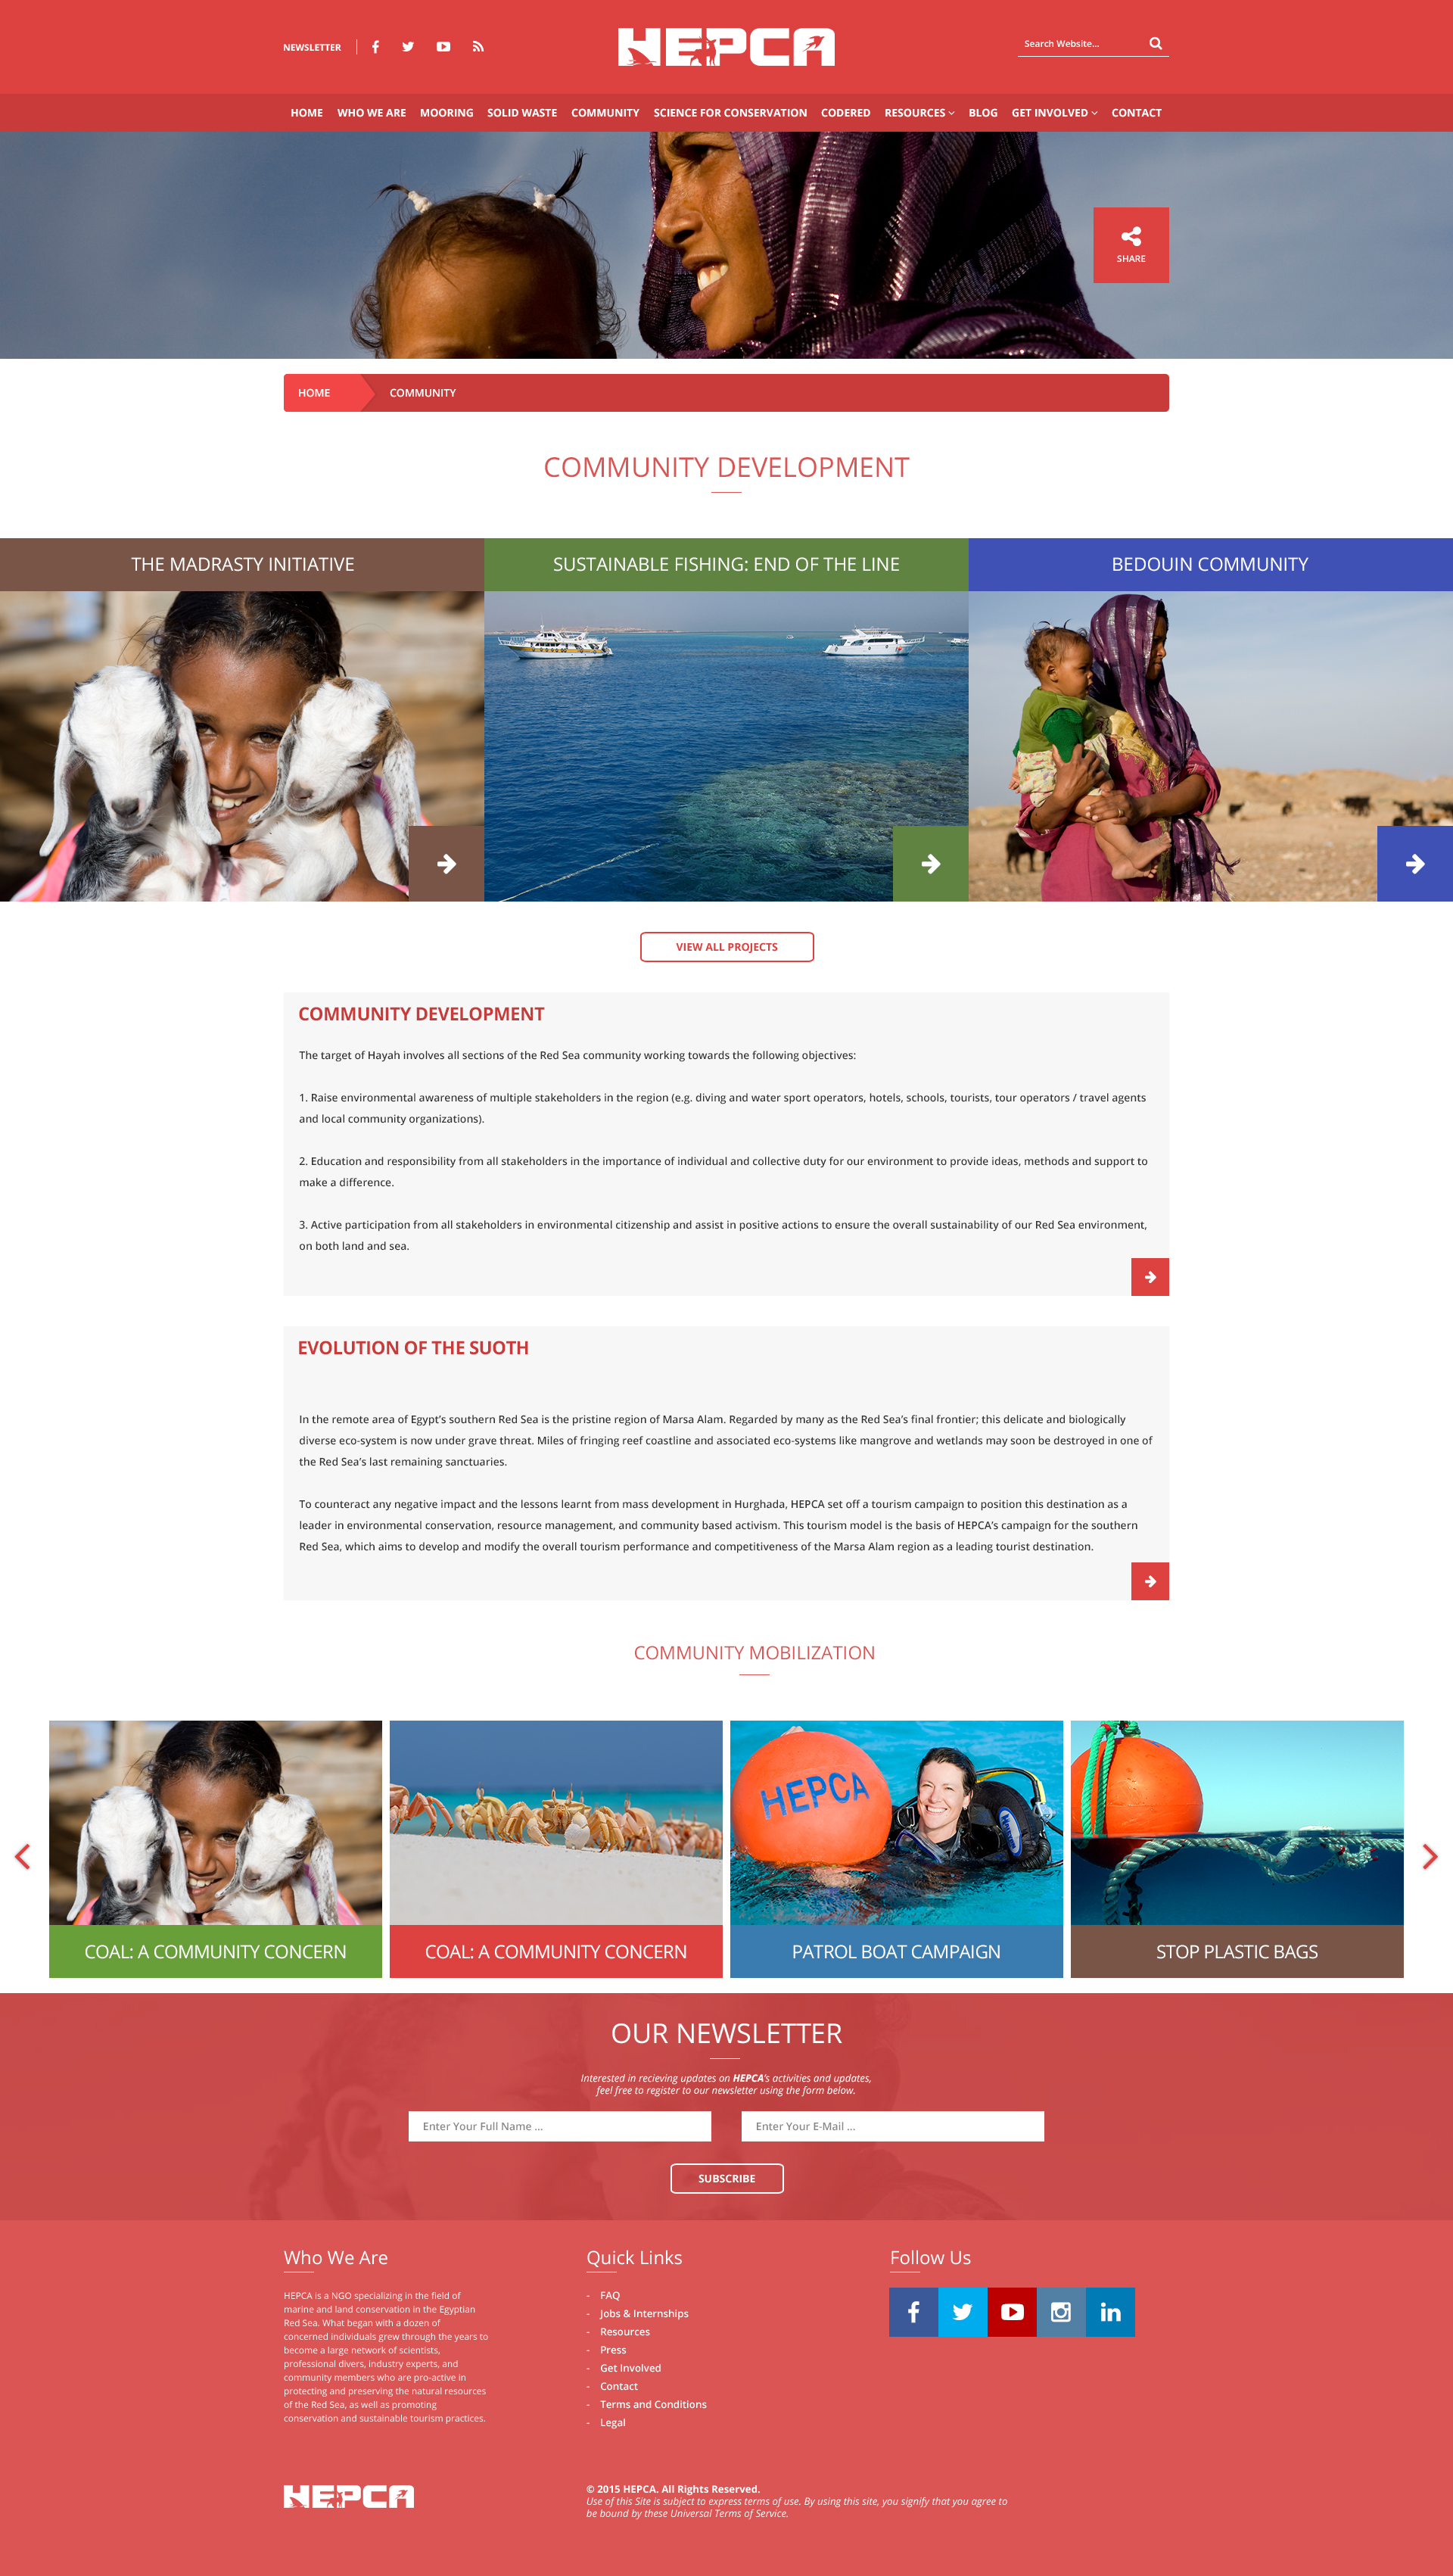 NEWSLETTER
HEPCA
Search Website...
HOME WHO WE ARE MOORING SOLID WASTE COMMUNITY SCIENCE FOR CONSERVATION CODERED RESOURCES BLOG GET INVOLVED CONTACT
SHARE
HOME COMMUNITY
COMMUNITY DEVELOPMENT
THE MADRASTY INITIATIVE
SUSTAINABLE FISHING: END OF THE LINE
BEDOUIN COMMUNITY
VIEW ALL PROJECTS
COMMUNITY DEVELOPMENT
The target of Hayah involves all sections of the Red Sea community working towards the following objectives:
1. Raise environmental awareness of multiple stakeholders in the region (e.g. diving and water sport operators, hotels, schools, tourists, tour operators / travel agents
and local community organizations).
2. Education and responsibility from all stakeholders in the importance of individual and collective duty for our environment to provide ideas, methods and support to
make a difference.
3. Active participation from all stakeholders in environmental citizenship and assist in positive actions to ensure the overall sustainability of our Red Sea environment,
on both land and sea.
EVOLUTION OF THE SUOTH
In the remote area of Egypt's southern Red Sea is the pristine region of Marsa Alam. Regarded by many as the Red Sea's final frontier; this delicate and biologically
diverse eco-system is now under grave threat. Miles of fringing reef coastline and associated eco-systems like mangrove and wetlands may soon be destroyed in one of
the Red Sea's last remaining sanctuaries.
To counteract any negative impact and the lessons learnt from mass development in Hurghada, HEPCA set off a tourism campaign to position this destination as a
leader in environmental conservation, resource management, and community based activism. This tourism model is the basis of HEPCA's campaign for the southern
Red Sea, which aims to develop and modify the overall tourism performance and competitiveness of the Marsa Alam region as a leading tourist destination.
COMMUNITY MOBILIZATION
HEPCA
COAL: A COMMUNITY CONCERN
COAL: A COMMUNITY CONCERN
PATROL BOAT CAMPAIGN
STOP PLASTIC BAGS
OUR NEWSLETTER
Interested in recieving updates on HEPCA's activities and updates,
feel free to register to our newsletter using the form below.
Enter Your Full Name ...
Enter Your E-Mail ...
SUBSCRIBE
Who We Are
HEPCA is a NGO specializing in the field of
marine and land conservation in the Egyptian
Red Sea. What began with a dozen of
concerned individuals grew through the years to
become a large network of scientists,
professional divers, industry experts, and
community members who are pro-active in
protecting and preserving the natural resources
of the Red Sea, as well as promoting
conservation and sustainable tourism practices.
Quick Links
- FAQ
- Jobs & Internships
- Resources
- Press
- Get Involved
- Contact
- Terms and Conditions
- Legal
Follow Us
HEPCA
© 2015 HEPCA. All Rights Reserved.
Use of this Site is subject to express terms of use. By using this site, you signify that you agree to
be bound by these Universal Terms of Service.